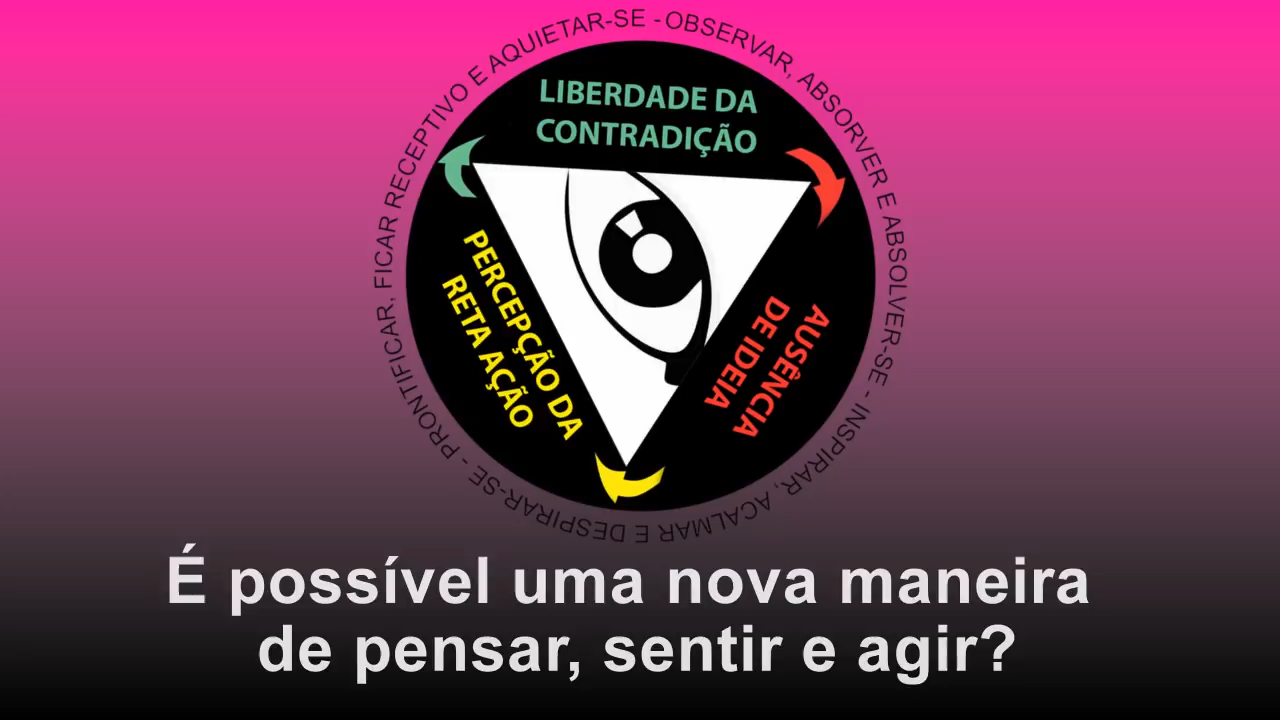 OBSERVAR, ABSORVER E ABSOLVER-SE - INSPIRAR, ACALMAR E DESPIRAR-SE - PRONTIFICAR, FICAR RECEPTIVO E AQUIETAR-SE -
LIBERDADE DA
CONTRADIÇÃO
AUSÊNCIA
DE IDEIA
PERCEPÇÃO DA
RETA AÇÃO
É possível uma nova maneira
de pensar, sentir e agir?